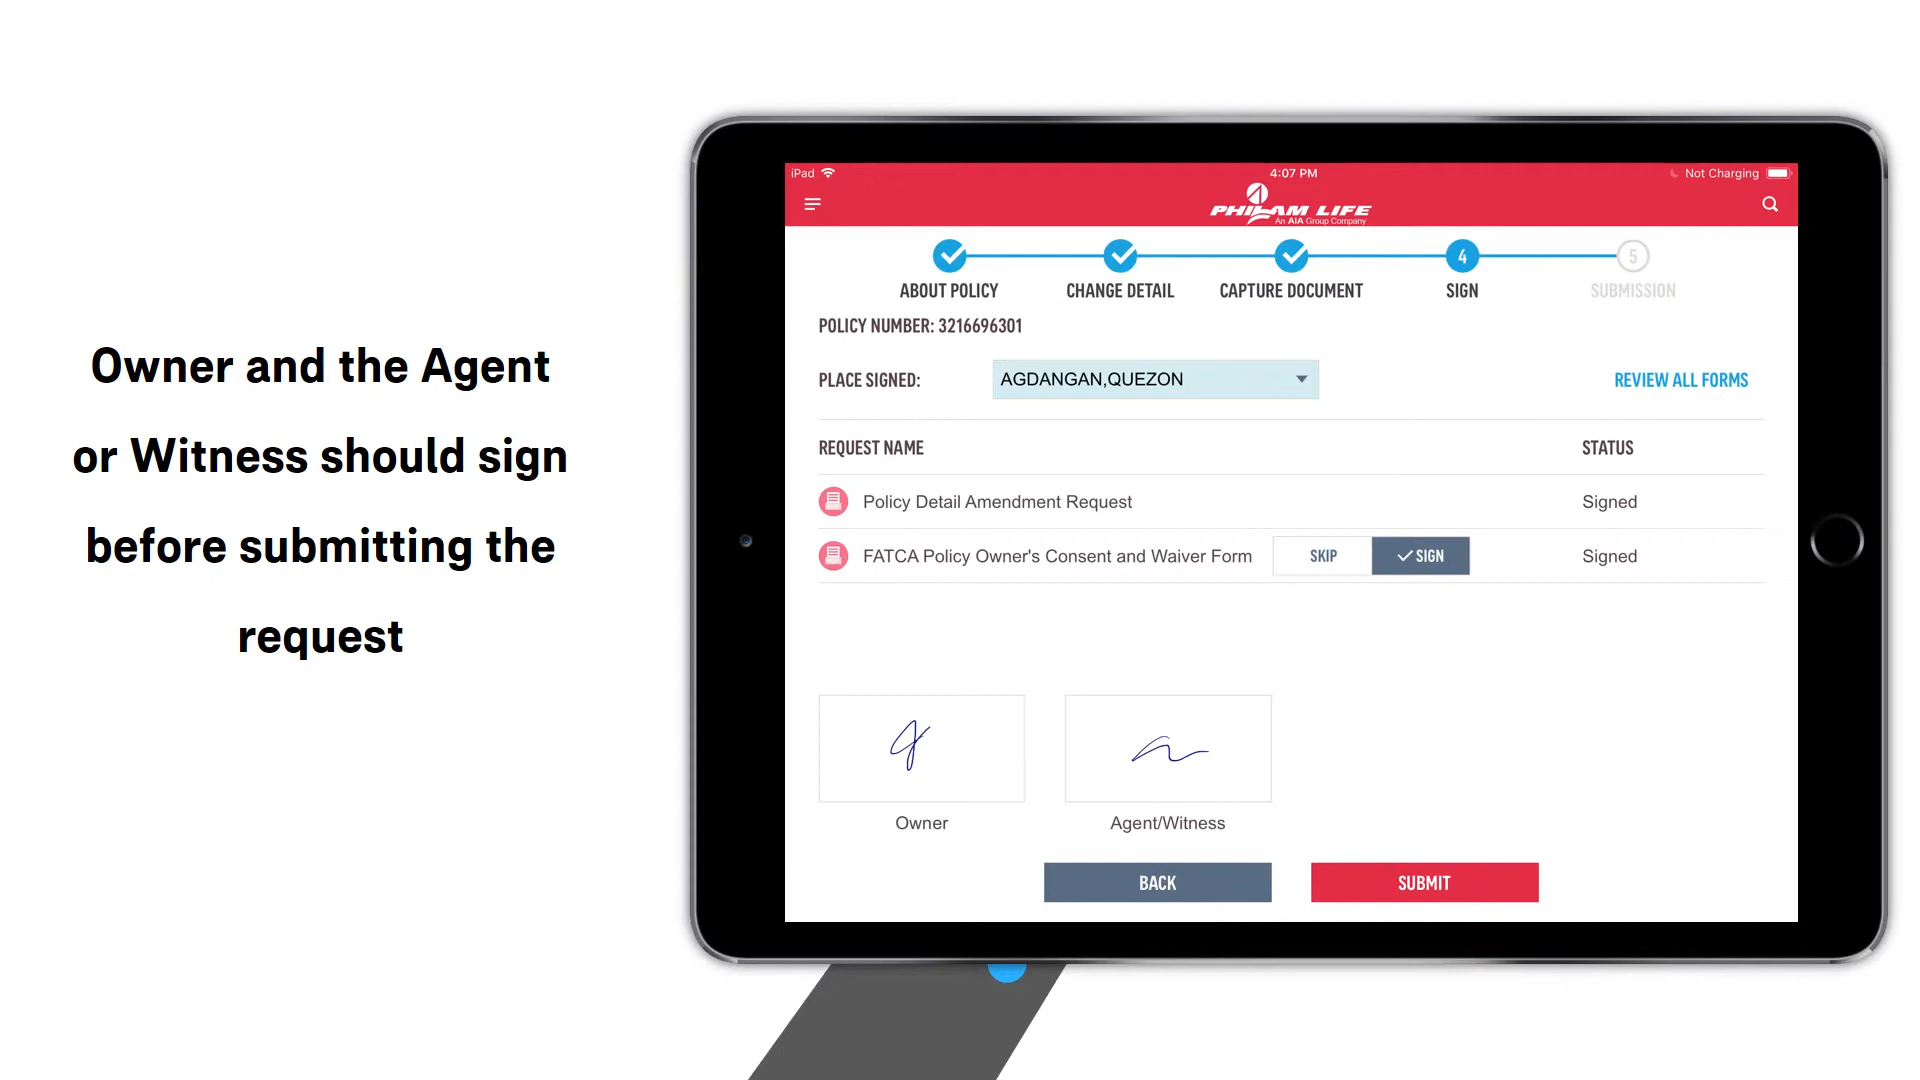 Owner and the Agent
or Witness should sign
before submitting the
request
iPad
4:07 PM
Not Charging
PHILAM LIFE
An AIA Group Company
4
5
ABOUT POLICY
CHANGE DETAIL
CAPTURE DOCUMENT
SIGN
SUBMISSION
POLICY NUMBER: 3216696301
PLACE SIGNED:
AGDANGAN,QUEZON
REVIEW ALL FORMS
REQUEST NAME
STATUS
Policy Detail Amendment Request
Signed
FATCA Policy Owner's Consent and Waiver Form
SKIP
SIGN
Signed
Owner
Agent/Witness
BACK
SUBMIT